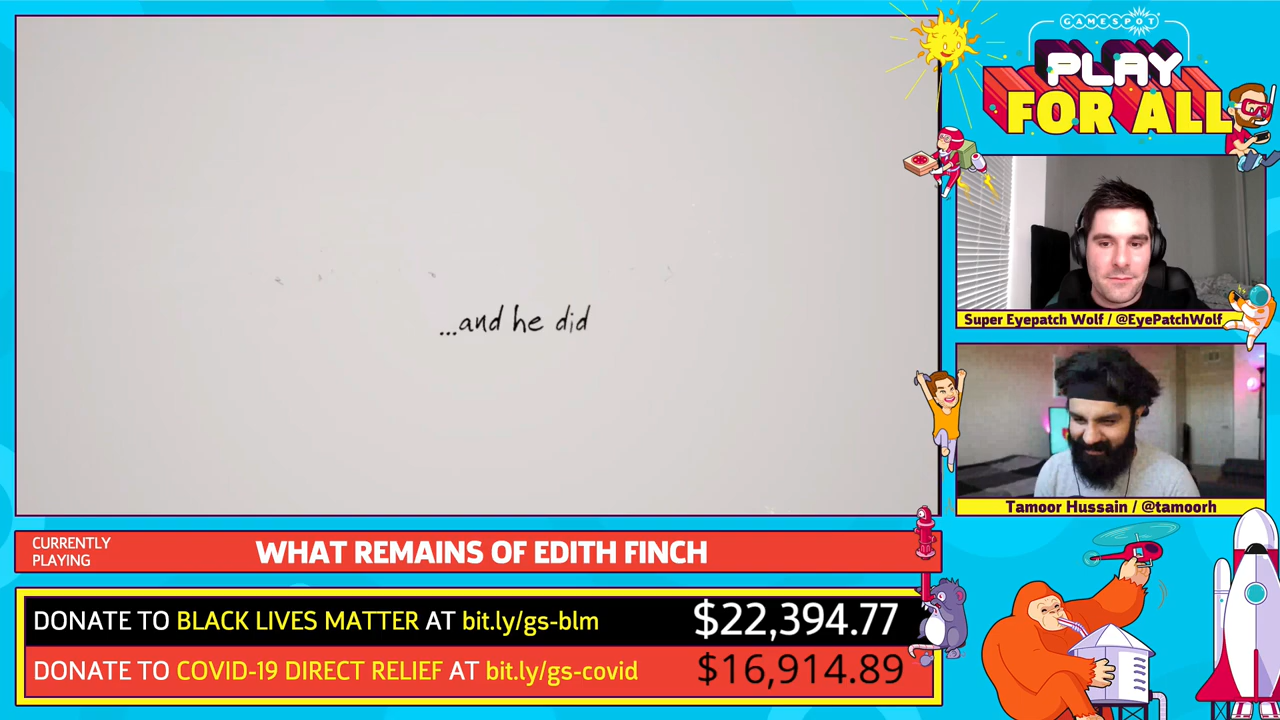 GAMESPOT
PLAY
FOR ALL
...and he did
Super Eyepatch Wolf / @EyePatchWolf
Tamoor Hussain / @tamoorh
CURRENTLY
PLAYING
WHAT REMAINS OF EDITH FINCH
DONATE TO BLACK LIVES MATTER AT bit.ly/gs-blm $22,394.77
DONATE TO COVID-19 DIRECT RELIEF AT bit.ly/gs-covid $16,914.89